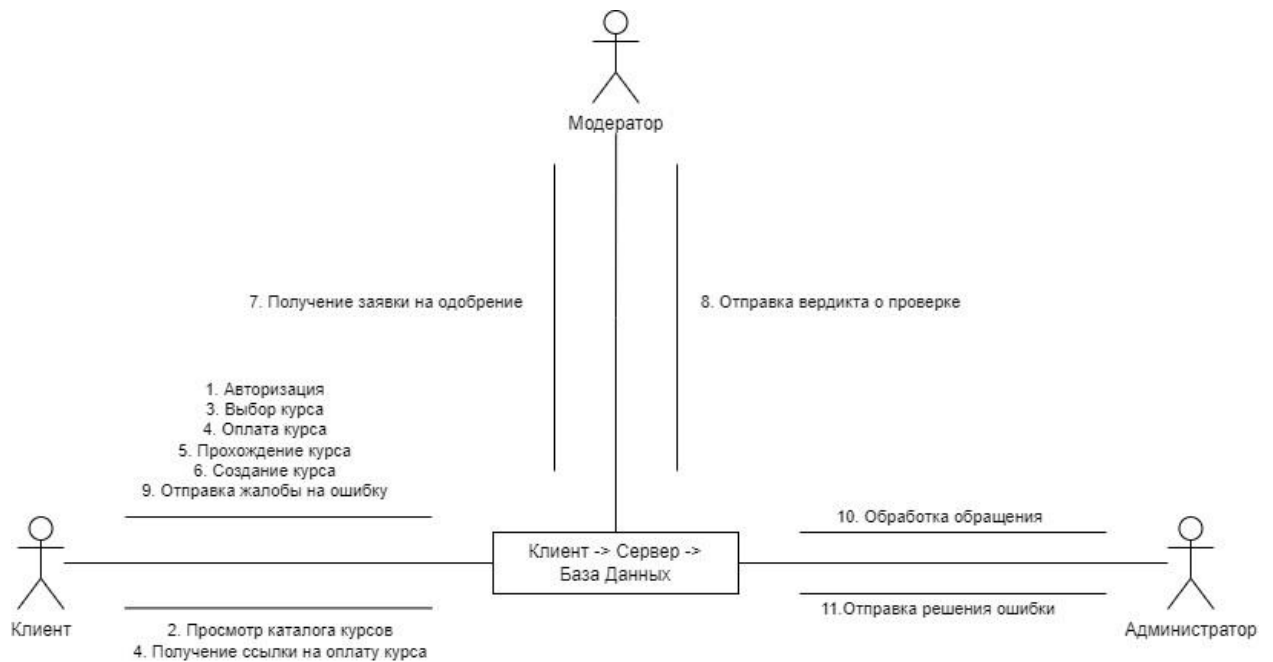 Модератор
7. Получение заявки на одобрение
8. Отправка вердикта о проверке
1. Авторизация
3. Выбор курса
4. Оплата курса
5. Прохождение курса
6. Создание курса
9. Отправка жалобы на ошибку
10. Обработка обращения
Клиент -> Сервер ->
База Данных
11.Отправка решения ошибки
Клиент
2. Просмотр каталога курсов
4. Получение ссылки на оплату курса
Администратор